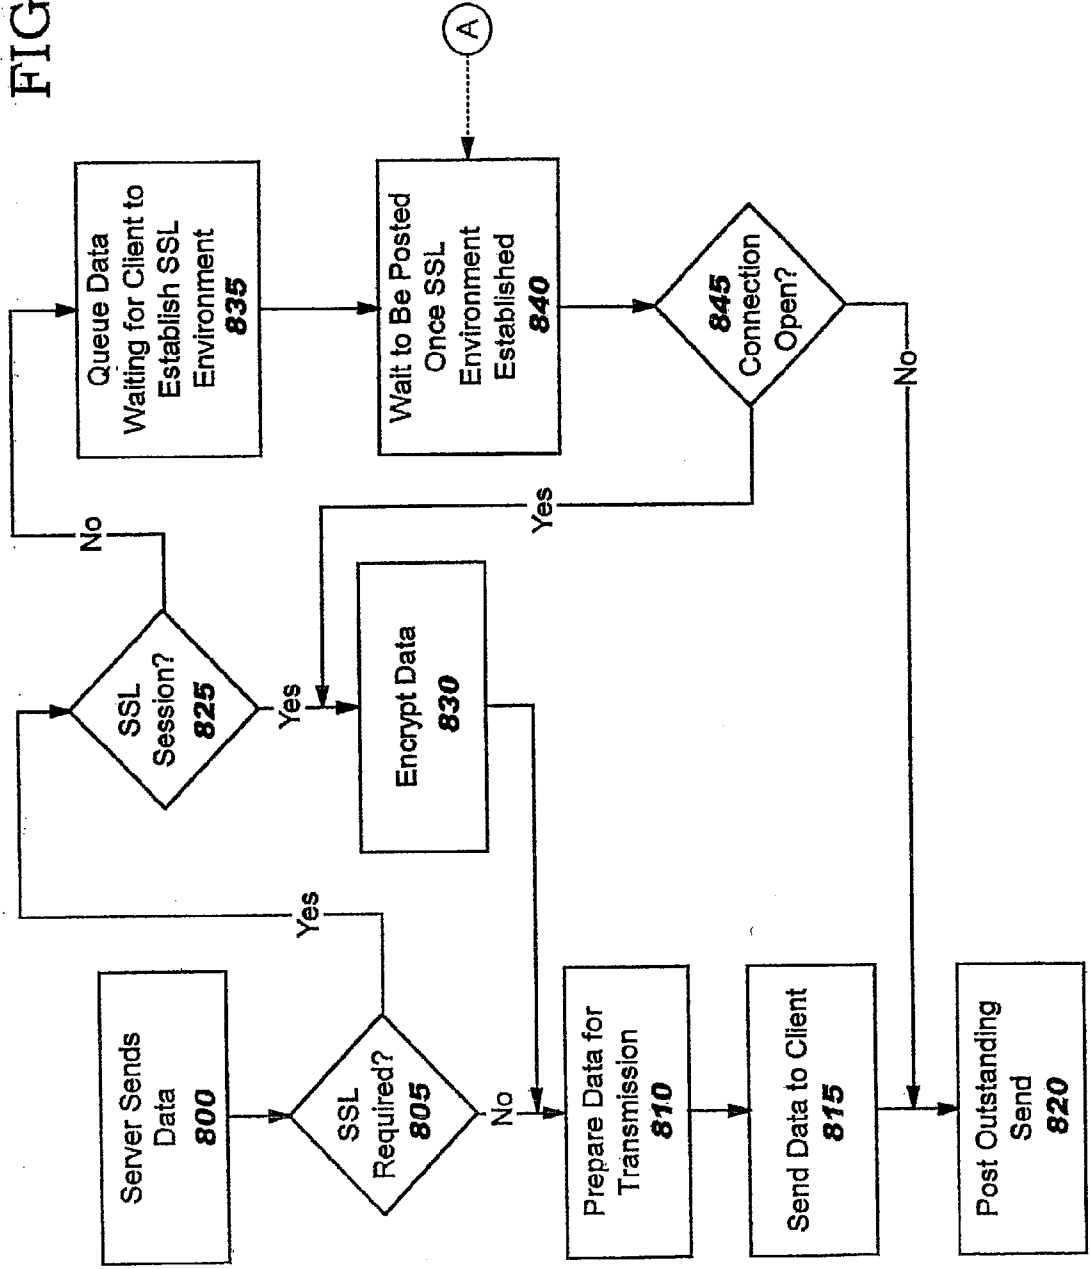 FIG
Server Sends
Data
800
SSL
Required?
805
Yes
No
Prepare Data for
Transmission
810
Send Data to Client
815
Post Outstanding
Send
820
SSL
Session?
825
No
Yes
Encrypt Data
830
Queue Data
Waiting for Client to
Establish SSL
Environment
835
Wait to Be Posted
Once SSL
Environment
Established
840
A
845
Connection
Open?
Yes
No